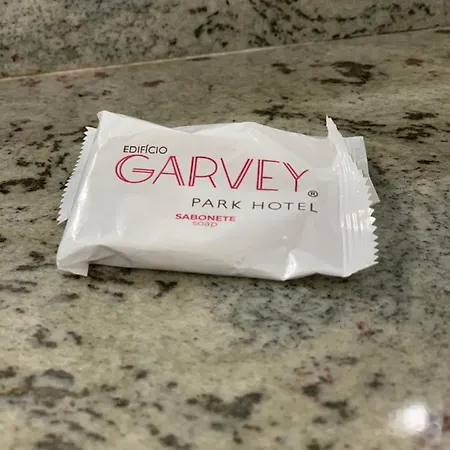 EDIFÍCIO
GARVEY®
PARK HOTEL
SABONETE
soap